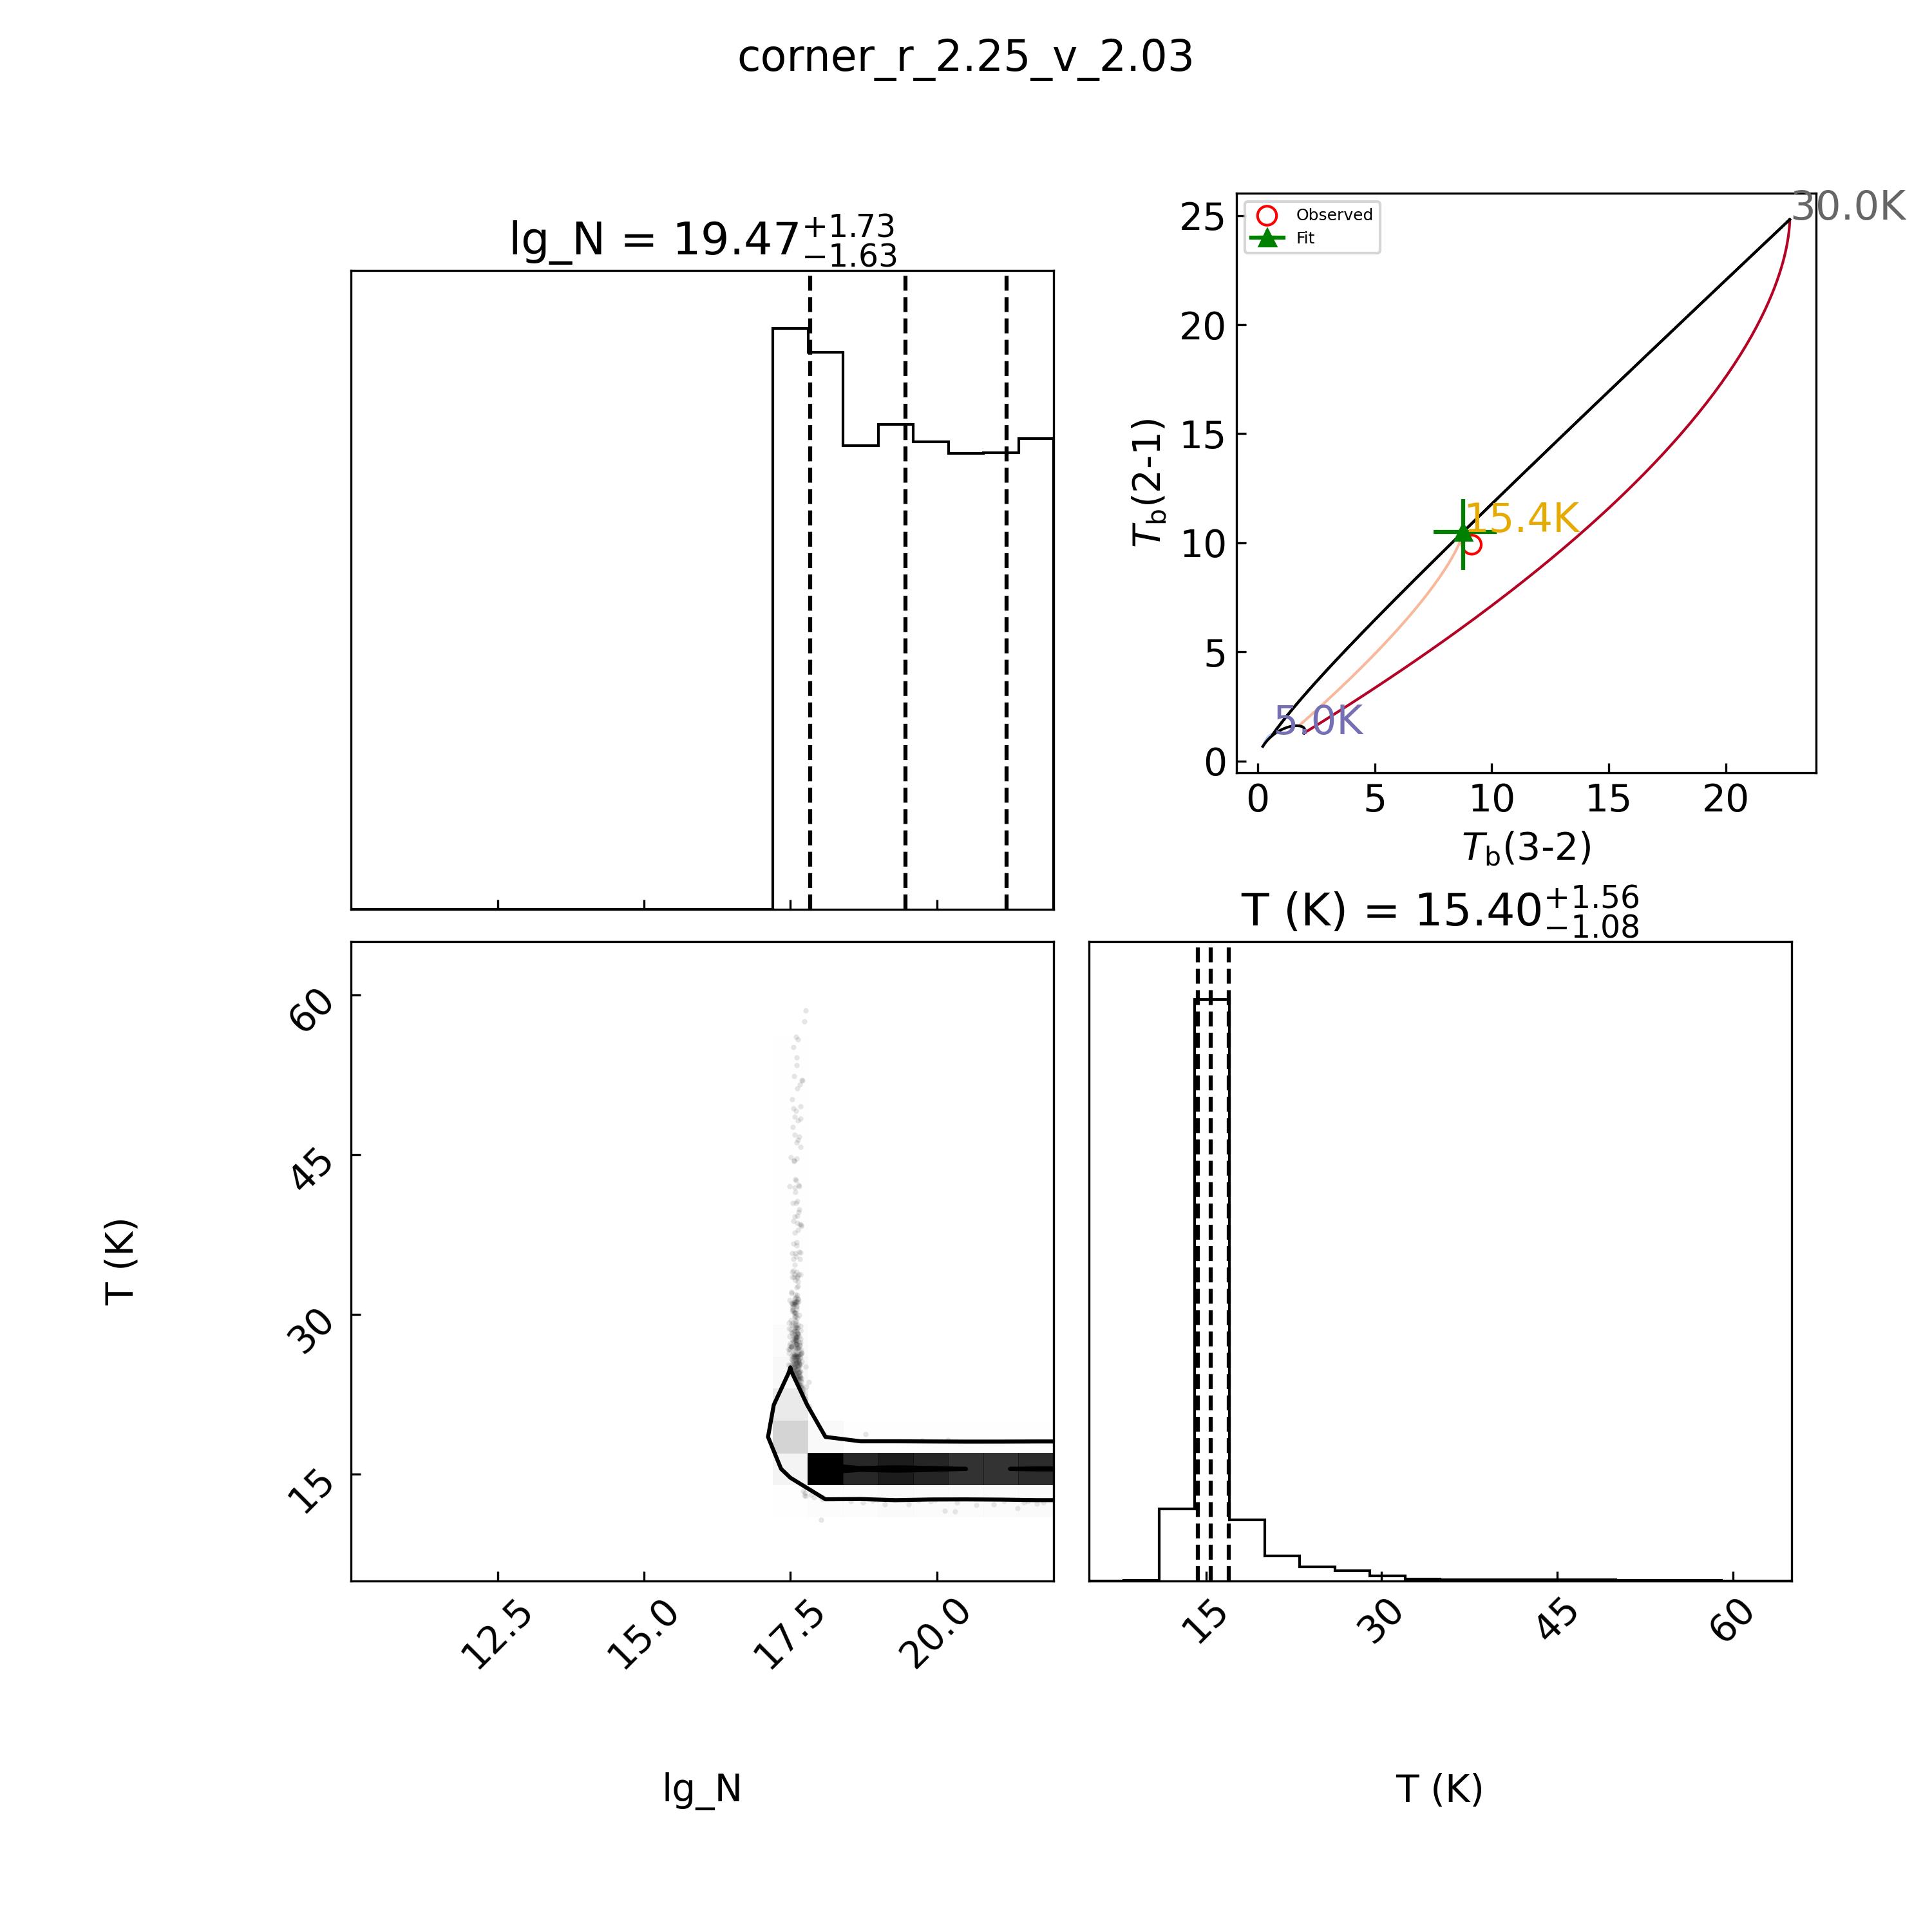 corner_r_2.25_v_2.03
lg_N = 19.47+1.73−1.63
30.0K
25
20
15
10
5
0
Observed
Fit
15.4K
5.0K
Tb(2-1)
0 5 10 15 20
Tb(3-2)
T (K) = 15.40+1.56−1.08
60
45
30
15
T (K)
12.5 15.0 17.5 20.0
lg_N
15 30 45 60
T (K)